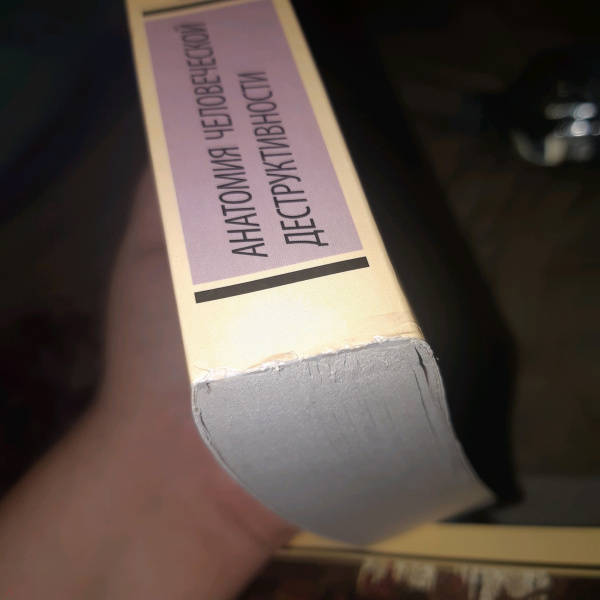 АНАТОМИЯ ЧЕЛОВЕЧЕСКОЙ
ДЕСТРУКТИВНОСТИ